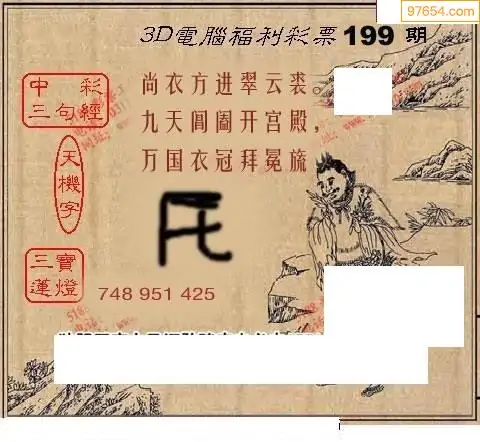 97654.com
3D電腦福利彩票199期
中彩
三句經
尚衣方进翠云裘。
九天阊阖开宫殿,
万国衣冠拜冕旒
天機字
三寶
蓮燈
748 951 425